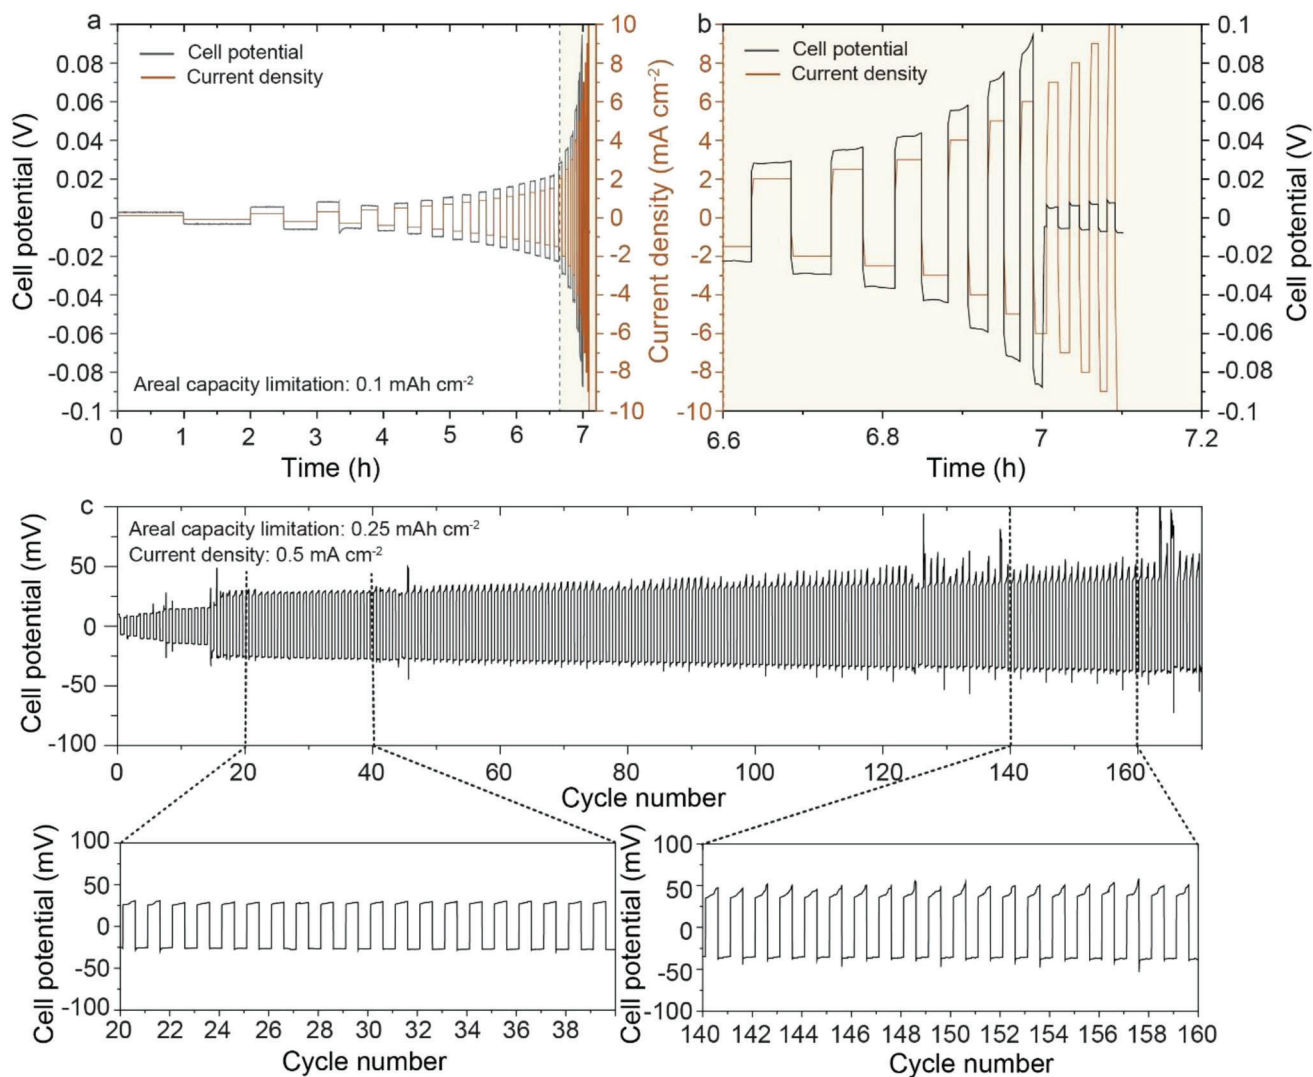 a
Cell potential
Current density
0.08
0.06
0.04
0.02
0
-0.02
-0.04
-0.06
-0.08
-0.1
Cell potential (V)
10
8
6
4
2
0
-2
-4
-6
-8
-10
Current density (mA cm-2)
Areal capacity limitation: 0.1 mAh cm-2
0 1 2 3 4 5 6 7
Time (h)
b
Cell potential
Current density
8
6
4
2
0
-2
-4
-6
-8
-10
0.1
0.08
0.06
0.04
0.02
0
-0.02
-0.04
-0.06
-0.08
-0.1
Cell potential (V)
6.6 6.8 7 7.2
Time (h)
c
Areal capacity limitation: 0.25 mAh cm-2
Current density: 0.5 mA cm-2
50
0
-50
-100
Cell potential (mV)
0 20 40 60 80 100 120 140 160
Cycle number
100
50
0
-50
-100
Cell potential (mV)
20 22 24 26 28 30 32 34 36 38
Cycle number
100
50
0
-50
-100
Cell potential (mV)
140 142 144 146 148 150 152 154 156 158 160
Cycle number